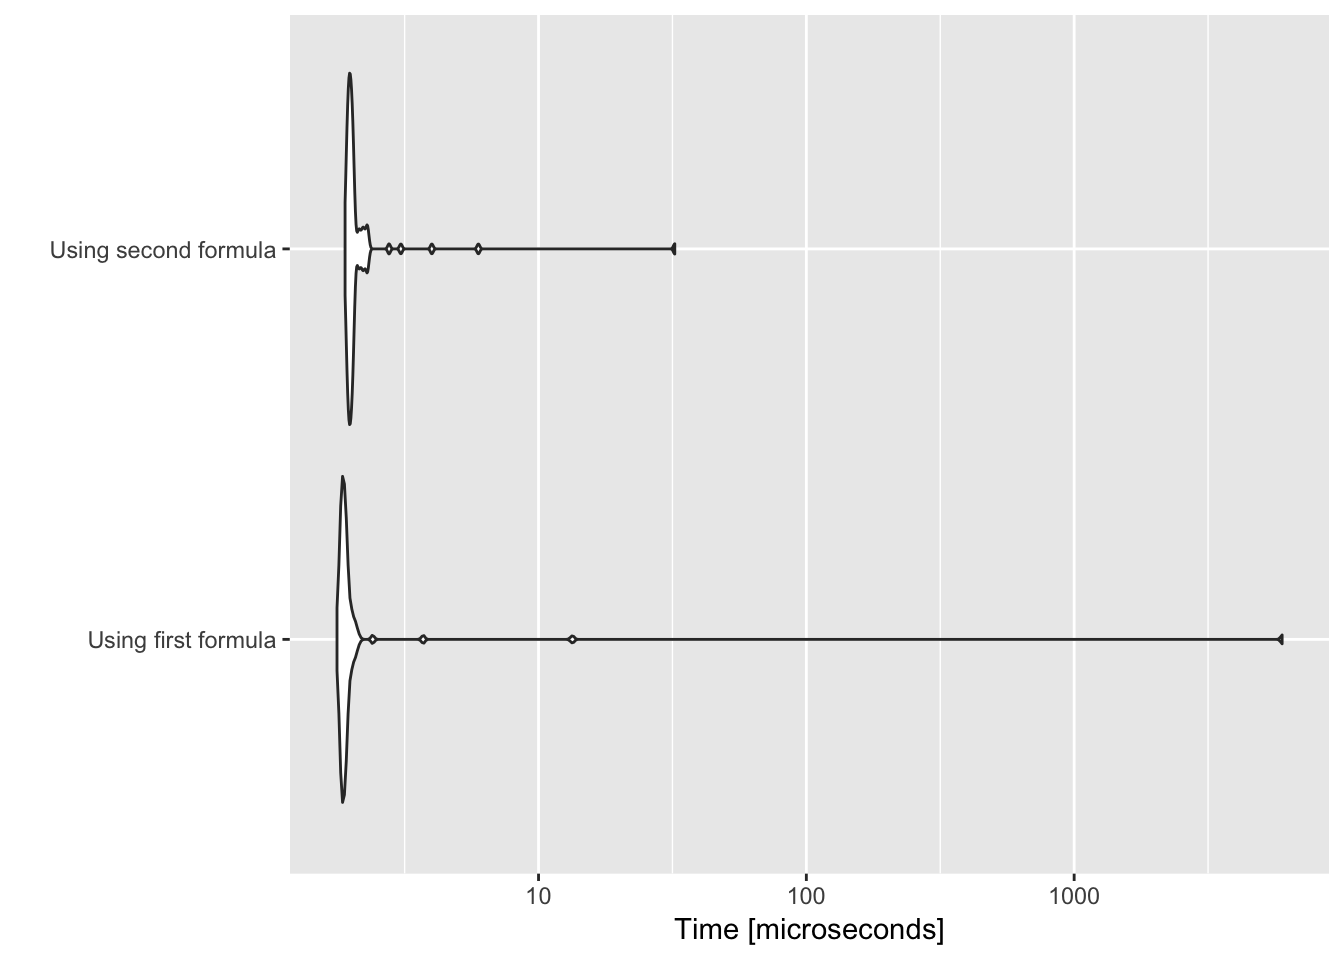 Using second formula
Using first formula
10 100 1000
Time [microseconds]